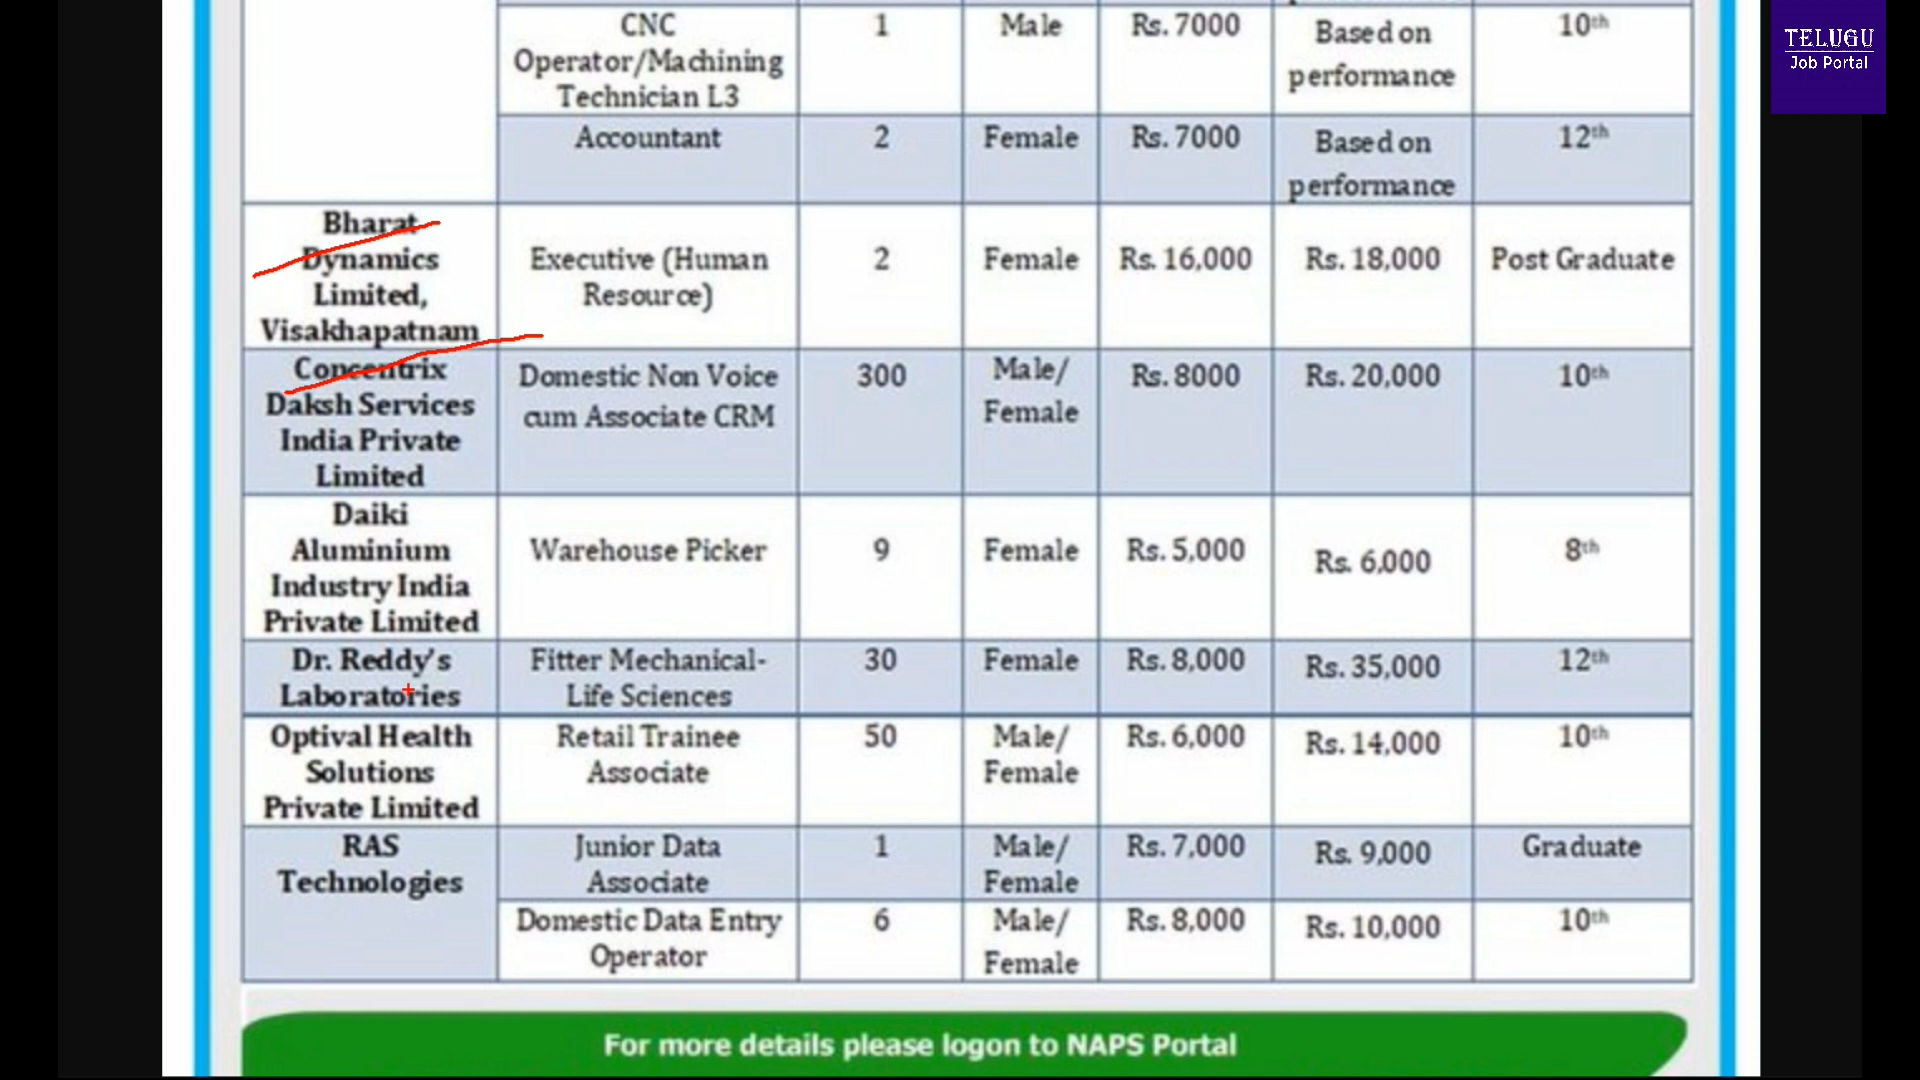 CNC
Operator/Machining
Technician L3
1
Male
Rs. 7000
Based on
performance
10th
Accountant
2
Female
Rs. 7000
Based on
performance
12th
Bharat
Dynamics
Limited,
Visakhapatnam
Executive (Human
Resource)
2
Female
Rs. 16,000
Rs. 18,000
Post Graduate
Concentrix
Daksh Services
India Private
Limited
Domestic Non Voice
cum Associate CRM
300
Male/
Female
Rs. 8000
Rs. 20,000
10th
Daiki
Aluminium
Industry India
Private Limited
Warehouse Picker
9
Female
Rs. 5,000
Rs. 6,000
8th
Dr. Reddy's
Laboratories
Fitter Mechanical-
Life Sciences
30
Female
Rs. 8,000
Rs. 35,000
12th
Optival Health
Solutions
Private Limited
Retail Trainee
Associate
50
Male/
Female
Rs. 6,000
Rs. 14,000
10th
RAS
Technologies
Junior Data
Associate
1
Male/
Female
Rs. 7,000
Rs. 9,000
Graduate
Domestic Data Entry
Operator
6
Male/
Female
Rs. 8,000
Rs. 10,000
10th
For more details please logon to NAPS Portal
TELUGU
Job Portal